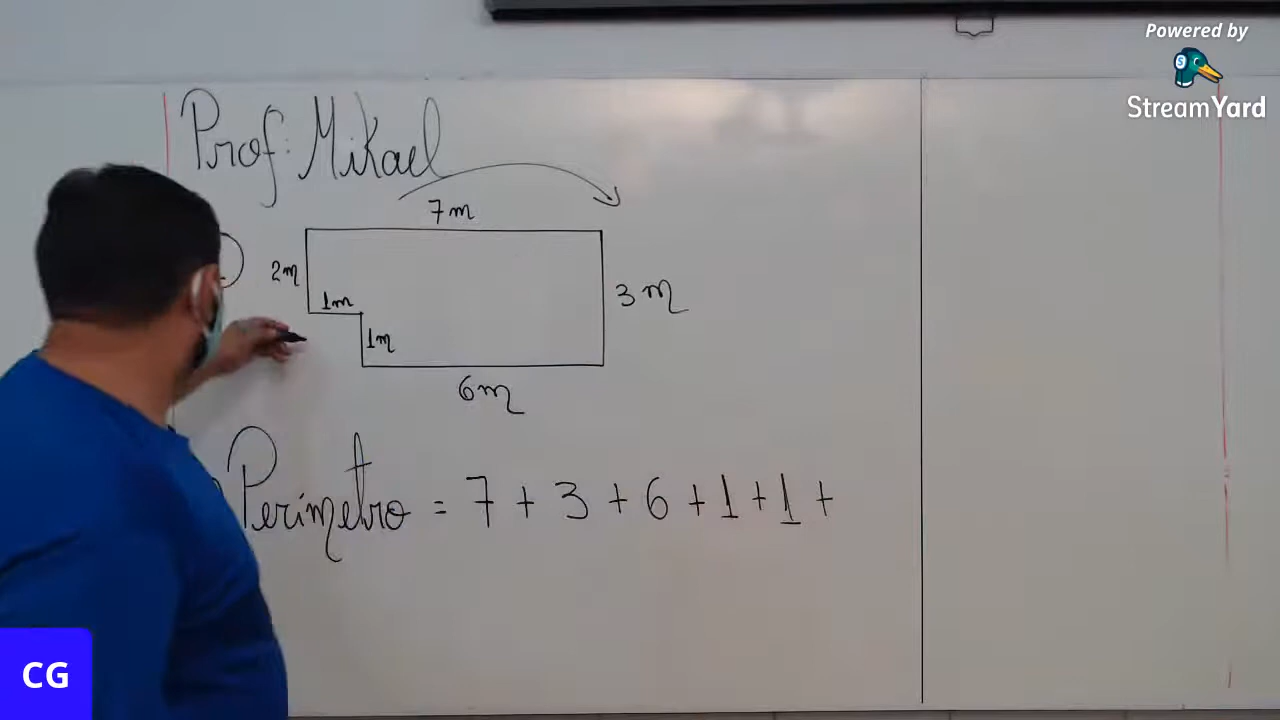 Powered by
StreamYard
Prof: Mikael
7m
2m
1m
3m
1m
6m
Perímetro = 7 + 3 + 6 + 1 + 1 +
CG